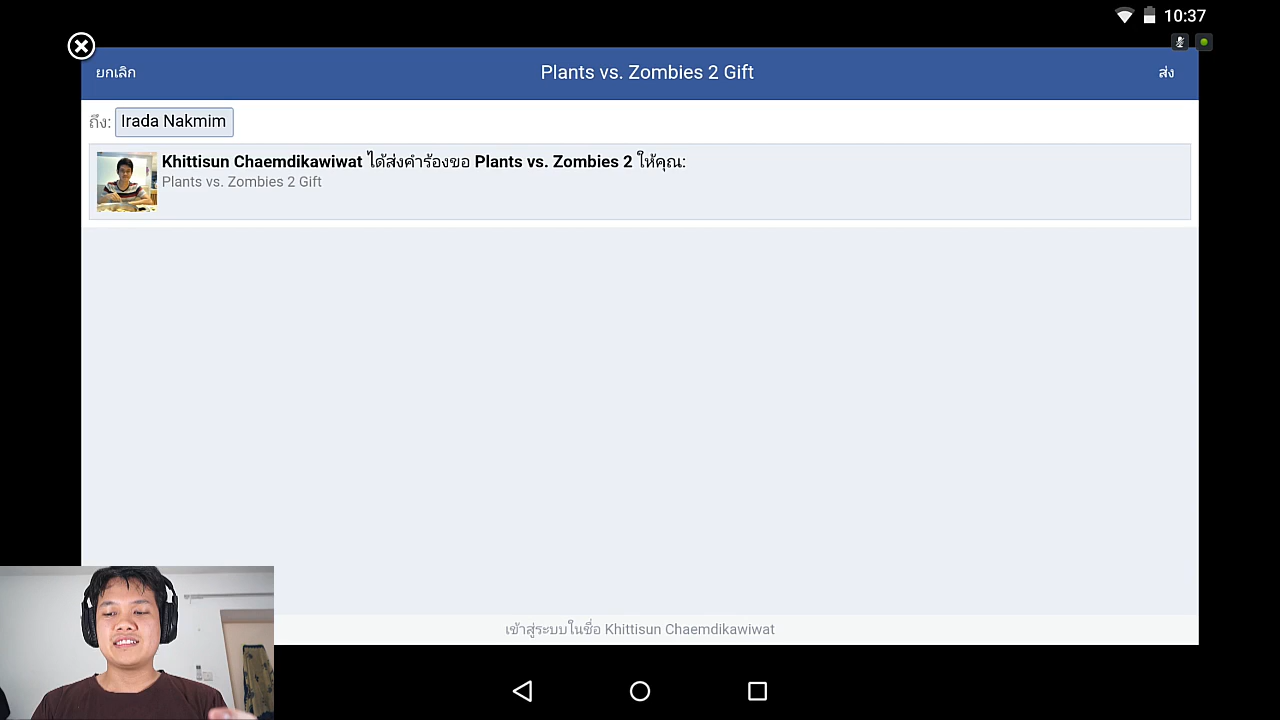 10:37
ยกเลิก
Plants vs. Zombies 2 Gift
ส่ง
ถึง: Irada Nakmim
Khittisun Chaemdikawiwat ได้ส่งคำร้องขอ Plants vs. Zombies 2 ให้คุณ:
Plants vs. Zombies 2 Gift
เข้าสู่ระบบในชื่อ Khittisun Chaemdikawiwat